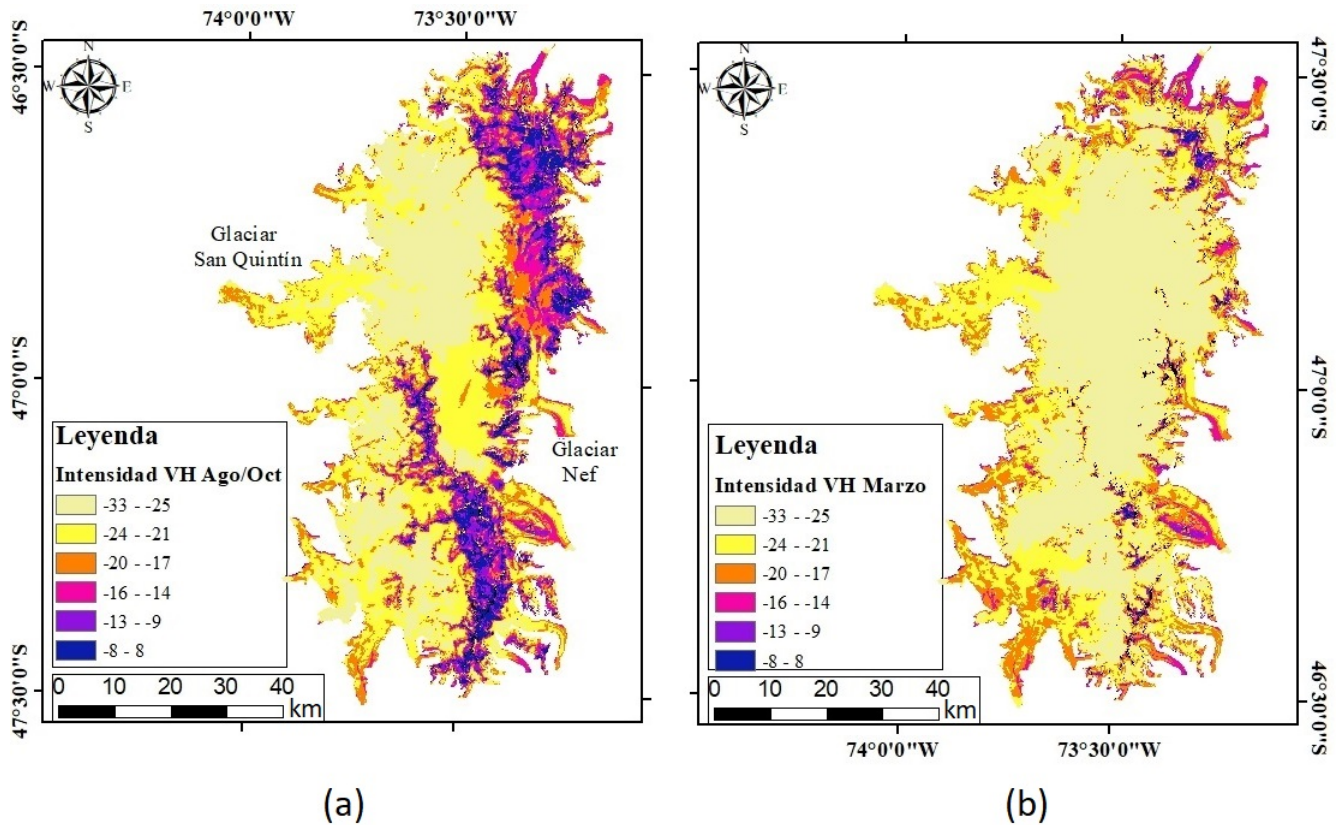 74°0'0"W
73°30'0"W
46°30'0"S
47°0'0"S
47°30'0"S
N
W
E
S
Glaciar
San Quintín
Glaciar
Nef
Leyenda
Intensidad VH Ago/Oct
-33 - -25
-24 - -21
-20 - -17
-16 - -14
-13 - -9
-8 - 8
0 10 20 30 40
km
(a)
N
W
E
S
47°30'0"S
47°0'0"S
46°30'0"S
Leyenda
Intensidad VH Marzo
-33 - -25
-24 - -21
-20 - -17
-16 - -14
-13 - -9
-8 - 8
0 10 20 30 40
km
74°0'0"W
73°30'0"W
(b)